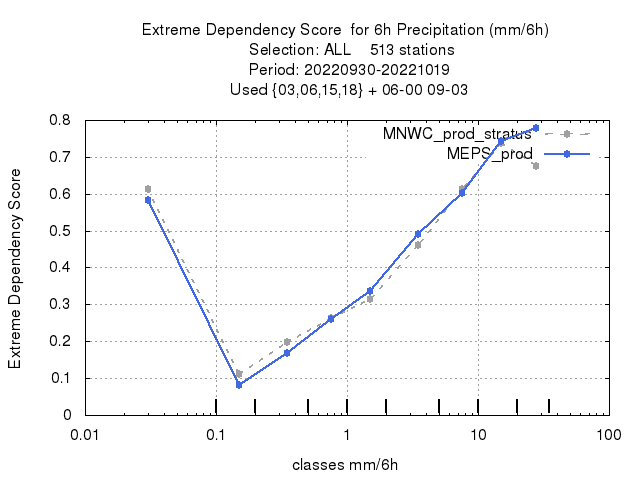 Extreme Dependency Score  for 6h Precipitation (mm/6h)
Selection: ALL    513 stations
Period: 20220930-20221019
Used {03,06,15,18} + 06-00 09-03
MNWC_prod_stratus
MEPS_prod
0.8
0.7
0.6
0.5
0.4
0.3
0.2
0.1
0
Extreme Dependency Score
0.01 0.1 1 10 100
classes mm/6h